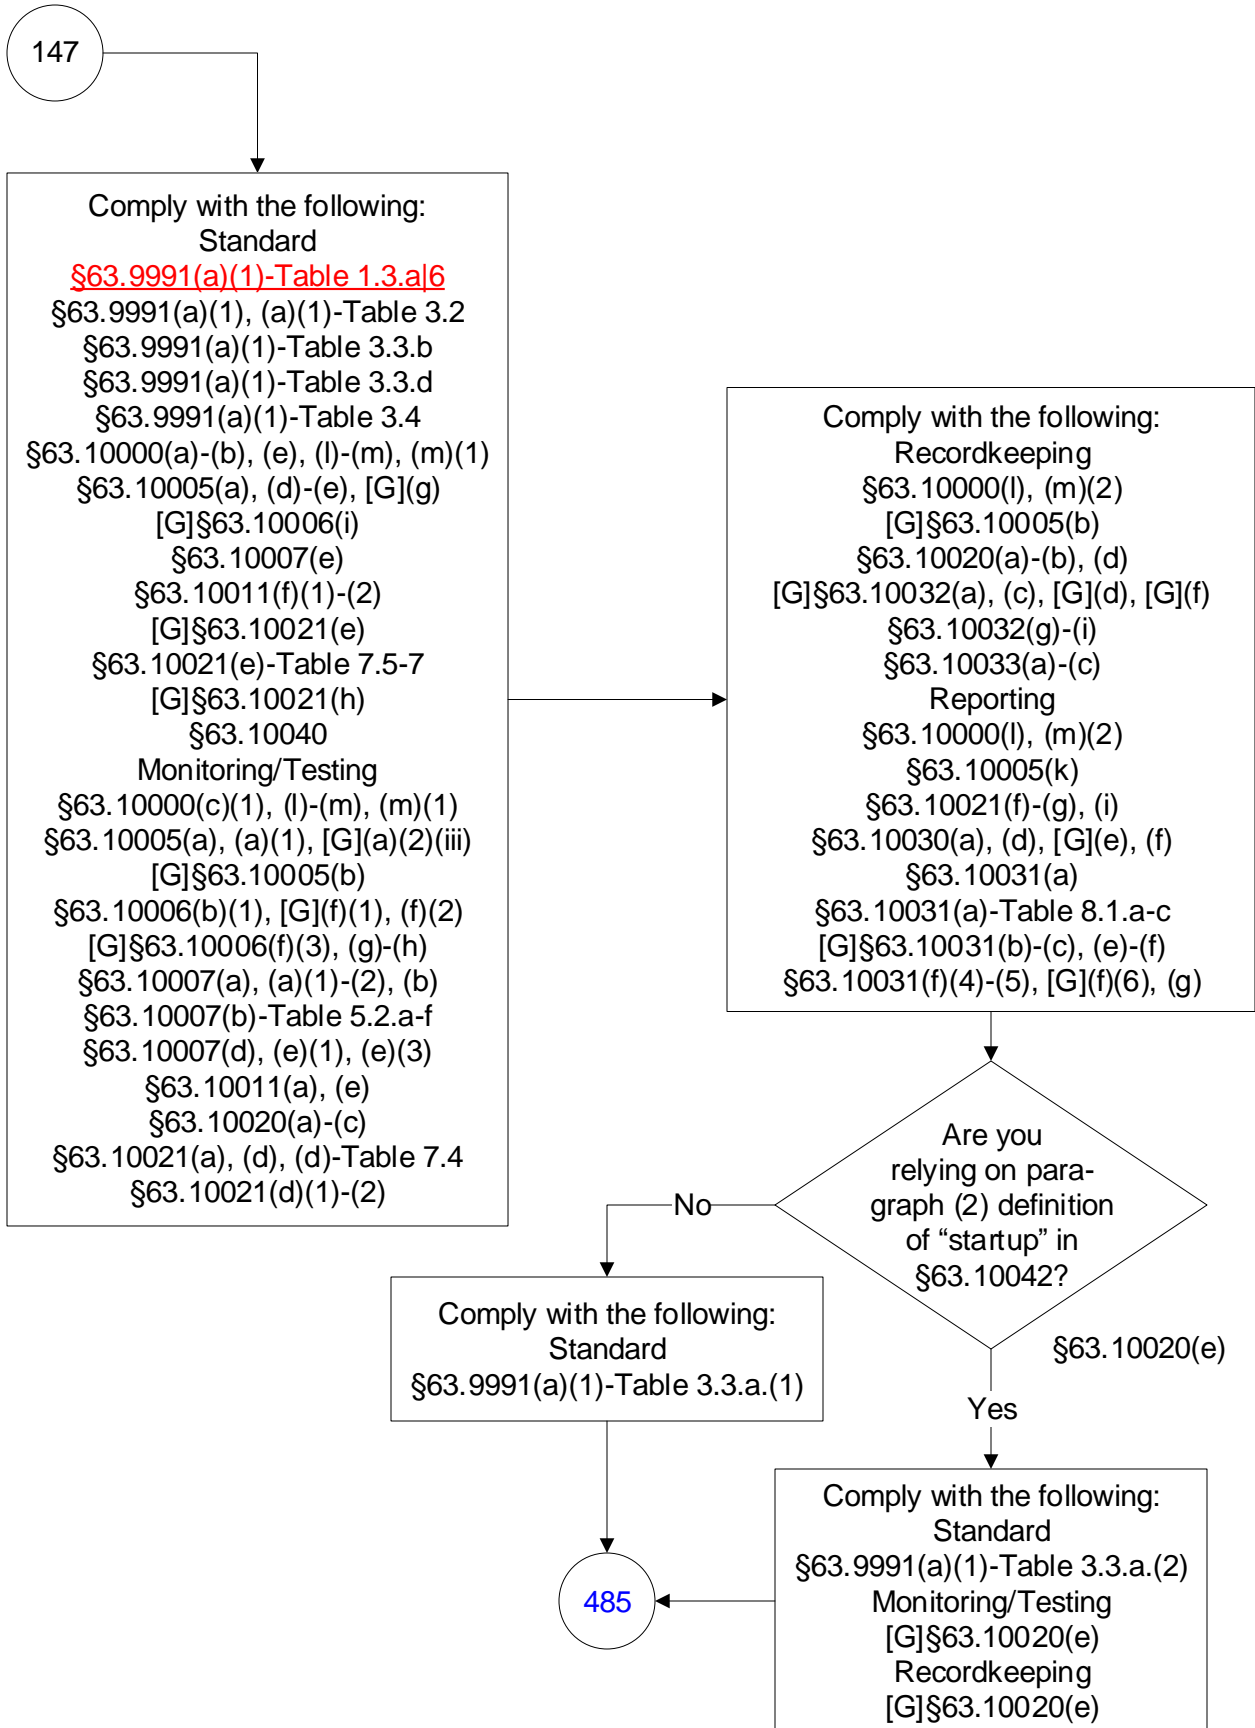 147
Comply with the following:
Standard
§63.9991(a)(1)-Table 1.3.a|6
§63.9991(a)(1), (a)(1)-Table 3.2
§63.9991(a)(1)-Table 3.3.b
§63.9991(a)(1)-Table 3.3.d
§63.9991(a)(1)-Table 3.4
§63.10000(a)-(b), (e), (l)-(m), (m)(1)
§63.10005(a), (d)-(e), [G](g)
[G]§63.10006(i)
§63.10007(e)
§63.10011(f)(1)-(2)
[G]§63.10021(e)
§63.10021(e)-Table 7.5-7
[G]§63.10021(h)
§63.10040
Monitoring/Testing
§63.10000(c)(1), (l)-(m), (m)(1)
§63.10005(a), (a)(1), [G](a)(2)(iii)
[G]§63.10005(b)
§63.10006(b)(1), [G](f)(1), (f)(2)
[G]§63.10006(f)(3), (g)-(h)
§63.10007(a), (a)(1)-(2), (b)
§63.10007(b)-Table 5.2.a-f
§63.10007(d), (e)(1), (e)(3)
§63.10011(a), (e)
§63.10020(a)-(c)
§63.10021(a), (d), (d)-Table 7.4
§63.10021(d)(1)-(2)
Comply with the following:
Recordkeeping
§63.10000(l), (m)(2)
[G]§63.10005(b)
§63.10020(a)-(b), (d)
[G]§63.10032(a), (c), [G](d), [G](f)
§63.10032(g)-(i)
§63.10033(a)-(c)
Reporting
§63.10000(l), (m)(2)
§63.10005(k)
§63.10021(f)-(g), (i)
§63.10030(a), (d), [G](e), (f)
§63.10031(a)
§63.10031(a)-Table 8.1.a-c
[G]§63.10031(b)-(c), (e)-(f)
§63.10031(f)(4)-(5), [G](f)(6), (g)
Are you
relying on para-
graph (2) definition
of “startup” in
§63.10042?
§63.10020(e)
No
Comply with the following:
Standard
§63.9991(a)(1)-Table 3.3.a.(1)
Yes
Comply with the following:
Standard
§63.9991(a)(1)-Table 3.3.a.(2)
Monitoring/Testing
[G]§63.10020(e)
Recordkeeping
[G]§63.10020(e)
485